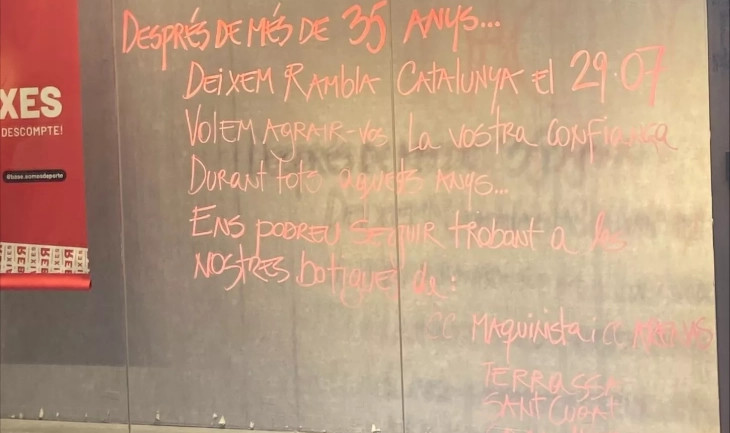 XES
DESCOMPTE!
@base.somosdeporte
DESPRÉS DE MÉS DE 35 ANYS...
DEIXEM RAMBLA CATALUNYA El 29·07
VOLEM AGRAIR-VOS La VOSTRA CONFIANÇA
DURANT TOTS aquests ANYS...
ENS PODREU SEGUIR TROBANT a les
NOSTRES botigues de:
CC MAQUINISTA i CC
TERRASSA
SANT CUGAT